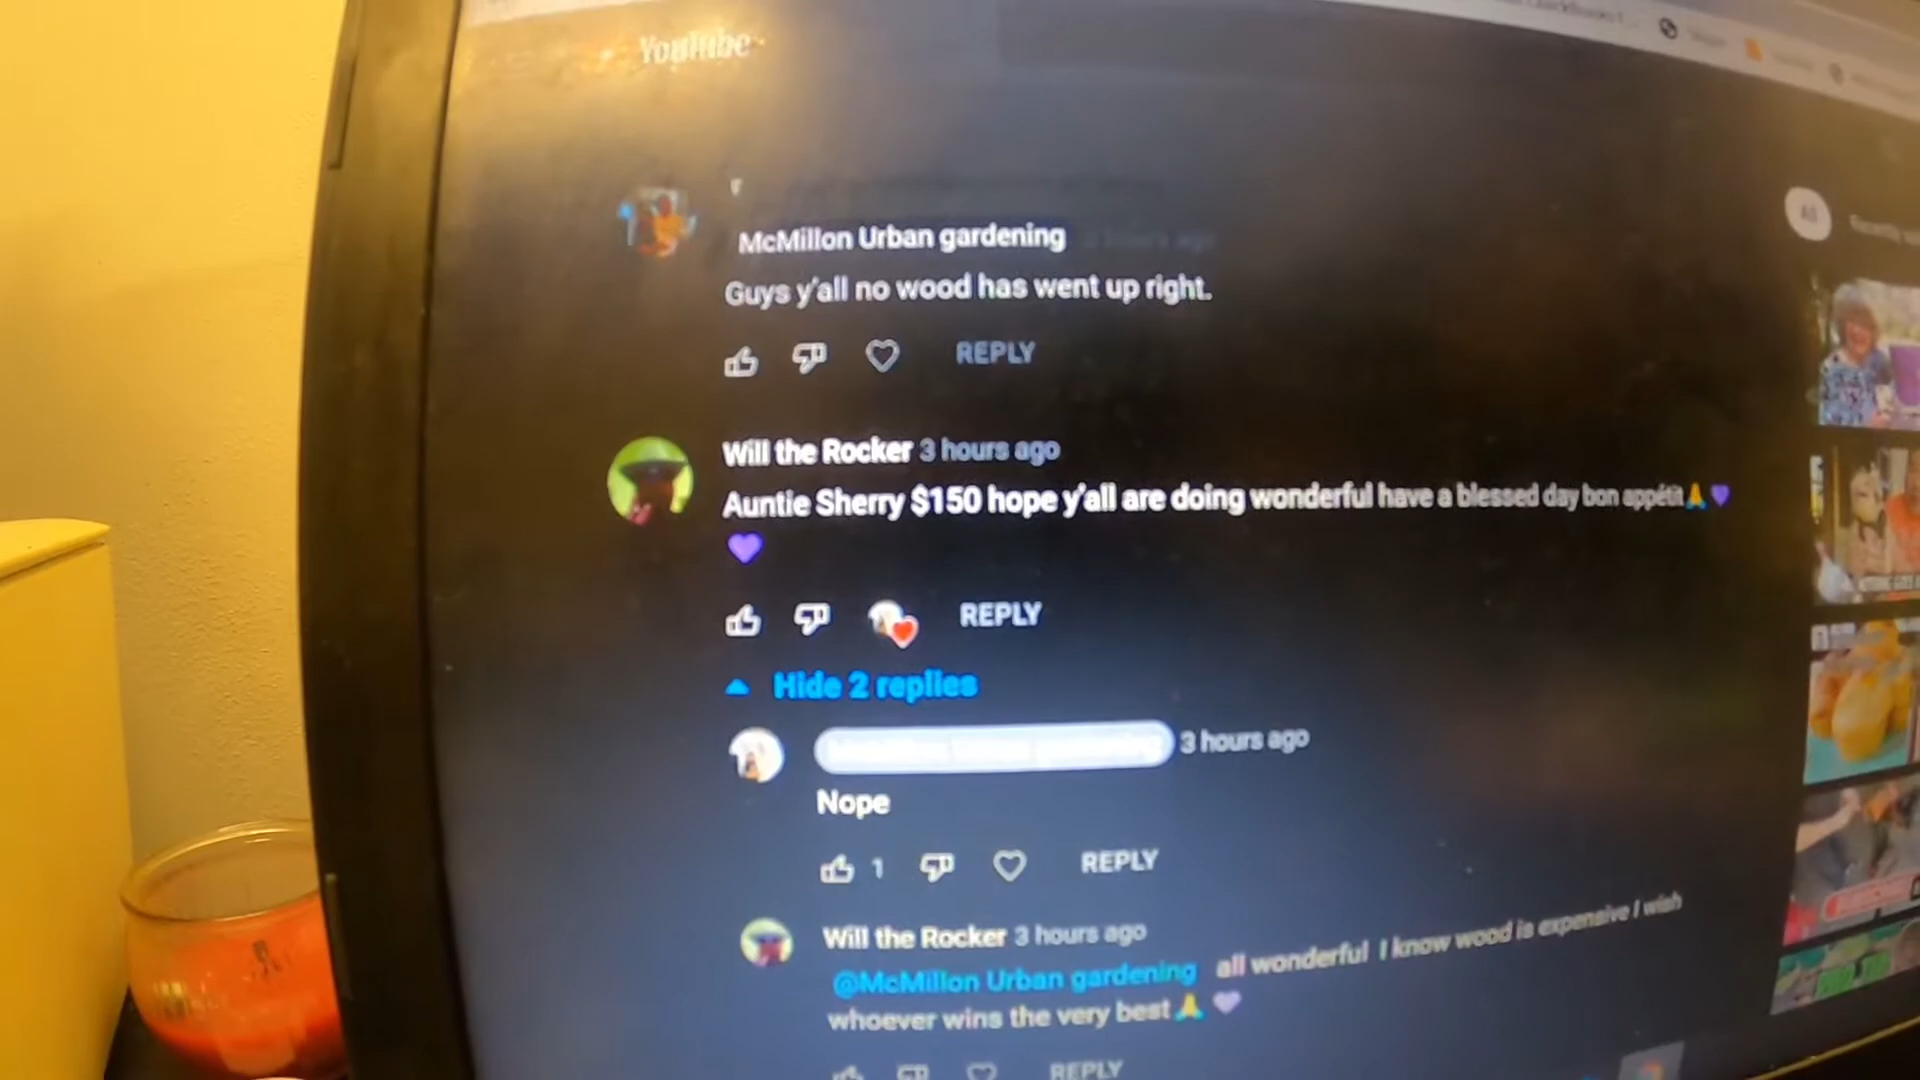 YouTube
McMillon Urban gardening
Guys y'all no wood has went up right.
REPLY
Will the Rocker 3 hours ago
Auntie Sherry $150 hope y'all are doing wonderful have a blessed day bon appétit🙏💜
💜
REPLY
Hide 2 replies
3 hours ago
Nope
1 REPLY
Will the Rocker 3 hours ago
@McMillon Urban gardening all wonderful I know wood is expensive I wish
whoever wins the very best🙏💜
REPLY
All